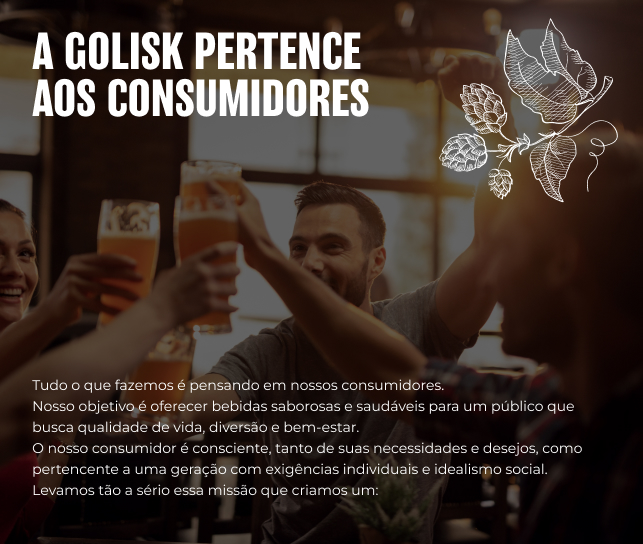 A GOLISK PERTENCE
AOS CONSUMIDORES
Tudo o que fazemos é pensando em nossos consumidores.
Nosso objetivo é oferecer bebidas saborosas e saudáveis para um público que
busca qualidade de vida, diversão e bem-estar.
O nosso consumidor é consciente, tanto de suas necessidades e desejos, como
pertencente a uma geração com exigências individuais e idealismo social.
Levamos tão a sério essa missão que criamos um: